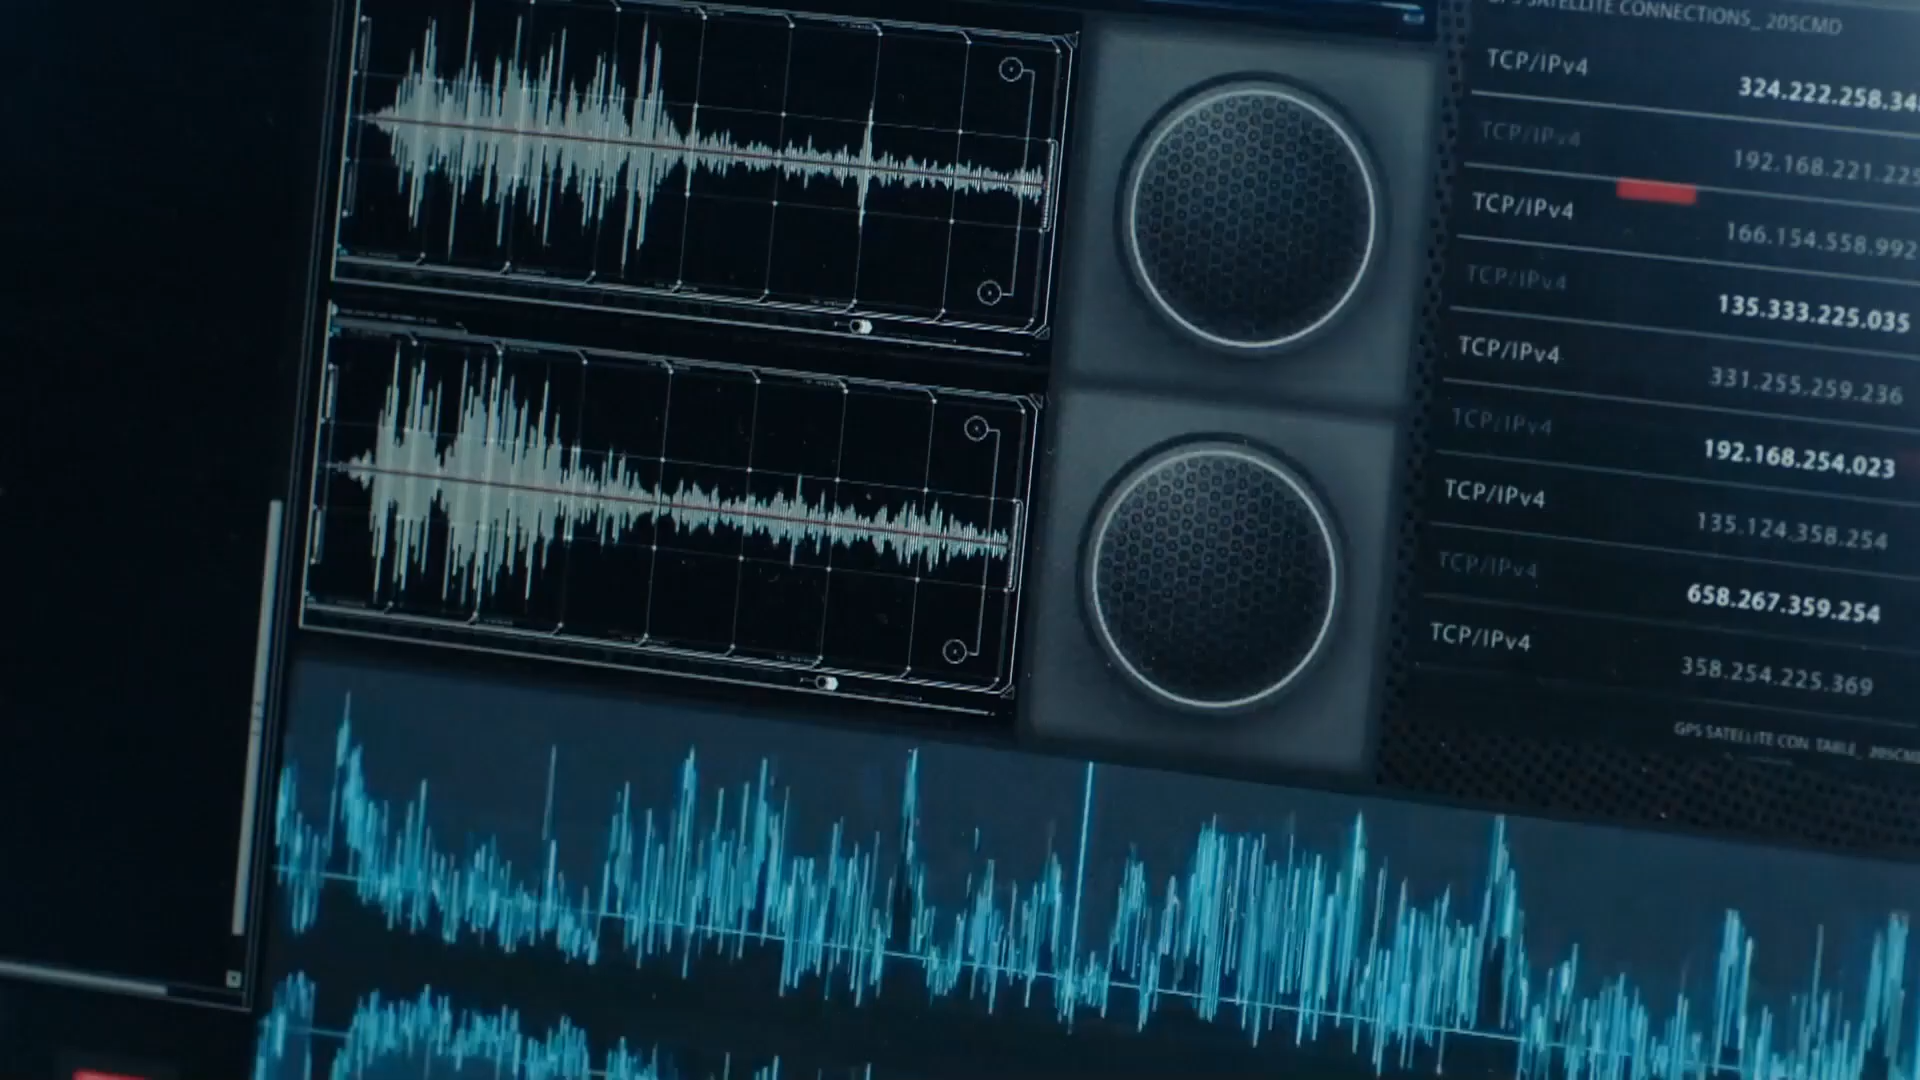 SATELLITE CONNECTIONS_ 205CMD
TCP/IPv4
324.222.258.34
TCP/IPv4
192.168.221.225
TCP/IPv4
166.154.558.992
TCP/IPv4
135.333.225.035
TCP/IPv4
331.255.259.236
TCP/IPv4
192.168.254.023
TCP/IPv4
135.124.358.254
TCP/IPv4
658.267.359.254
TCP/IPv4
358.254.225.369
GPS SATELLITE CON TABLE_ 205CMD